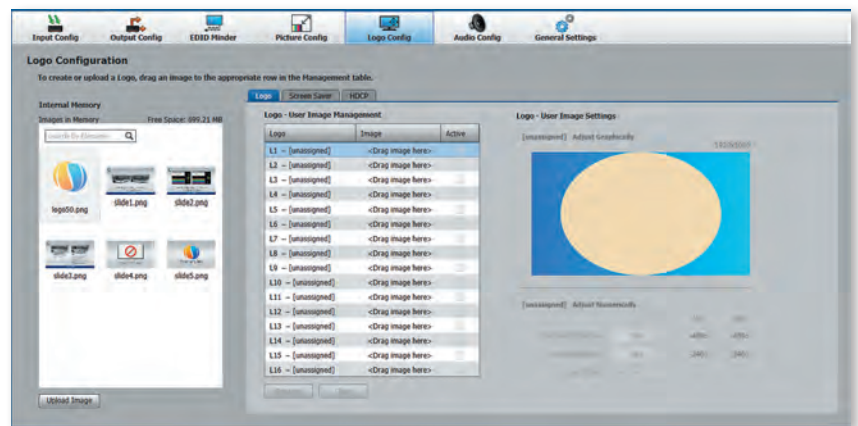 Input Config
Output Config
EDID Minder
Picture Config
Logo Config
Audio Config
General Settings
Logo Configuration
To create or upload a Logo, drag an image to the appropriate row in the Management table.
Internal Memory
Images in Memory
Free Space: 899.21 MB
logo50.png
slide1.png
slide2.png
slide3.png
slide4.png
slide5.png
Upload Image
Logo
Screen Saver
HDCP
Logo - User Image Management
Logo Image Active
L1 - [unassigned] <Drag image here>
L2 - [unassigned] <Drag image here>
L3 - [unassigned] <Drag image here>
L4 - [unassigned] <Drag image here>
L5 - [unassigned] <Drag image here>
L6 - [unassigned] <Drag image here>
L7 - [unassigned] <Drag image here>
L8 - [unassigned] <Drag image here>
L9 - [unassigned] <Drag image here>
L10 - [unassigned] <Drag image here>
L11 - [unassigned] <Drag image here>
L12 - [unassigned] <Drag image here>
L13 - [unassigned] <Drag image here>
L14 - [unassigned] <Drag image here>
L15 - [unassigned] <Drag image here>
L16 - [unassigned] <Drag image here>
Logo - User Image Settings
[unassigned] Adjust Graphically
[unassigned] Adjust Numerically